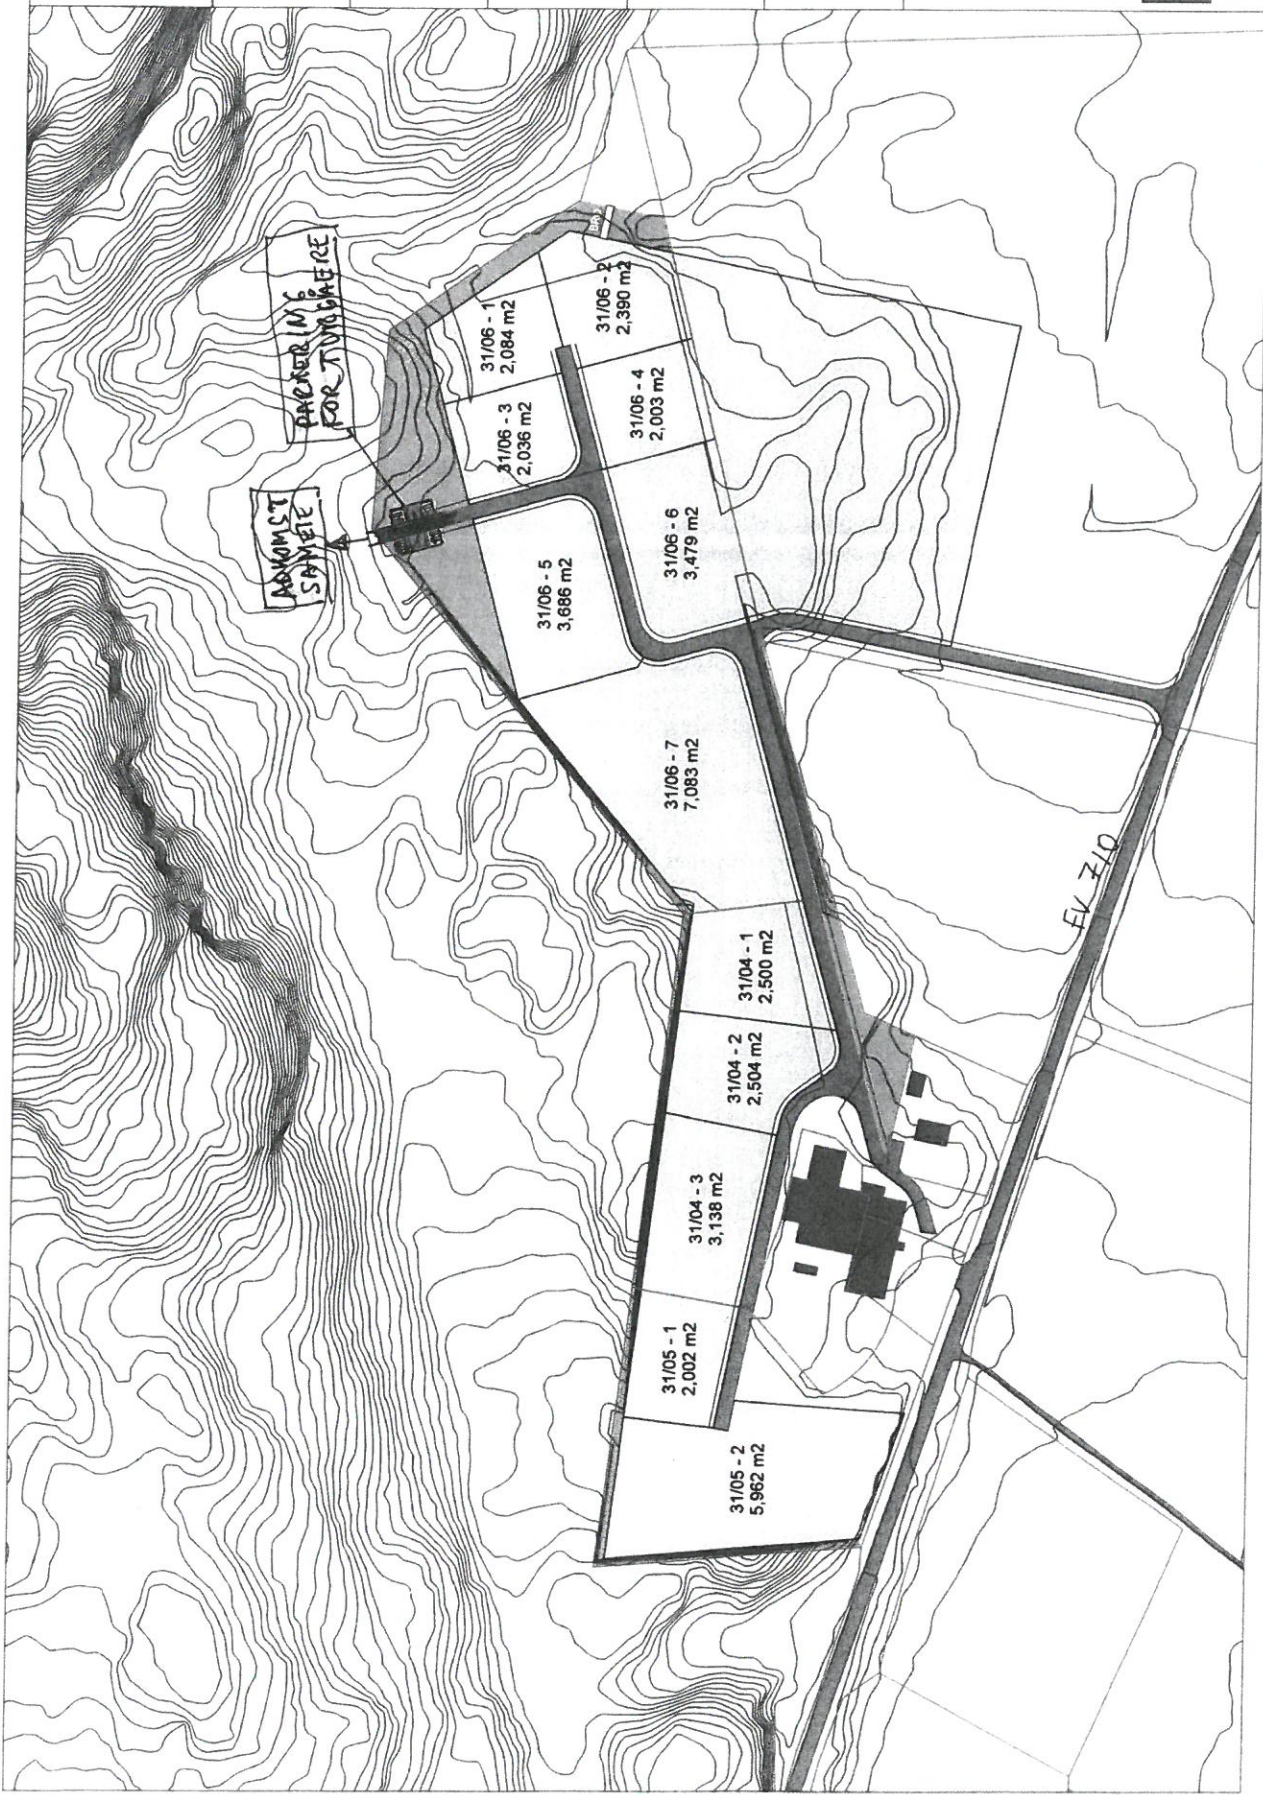 PARKERING
FOR TURGÅERE
ADKOMST
SAMEIE
BRJ
31/06 - 1
2,084 m2
31/06 - 2
2,390 m2
31/06 - 3
2,036 m2
31/06 - 4
2,003 m2
31/06 - 5
3,686 m2
31/06 - 6
3,479 m2
31/06 - 7
7,083 m2
31/04 - 1
2,500 m2
31/04 - 2
2,504 m2
31/04 - 3
3,138 m2
31/05 - 1
2,002 m2
31/05 - 2
5,962 m2
FV 710